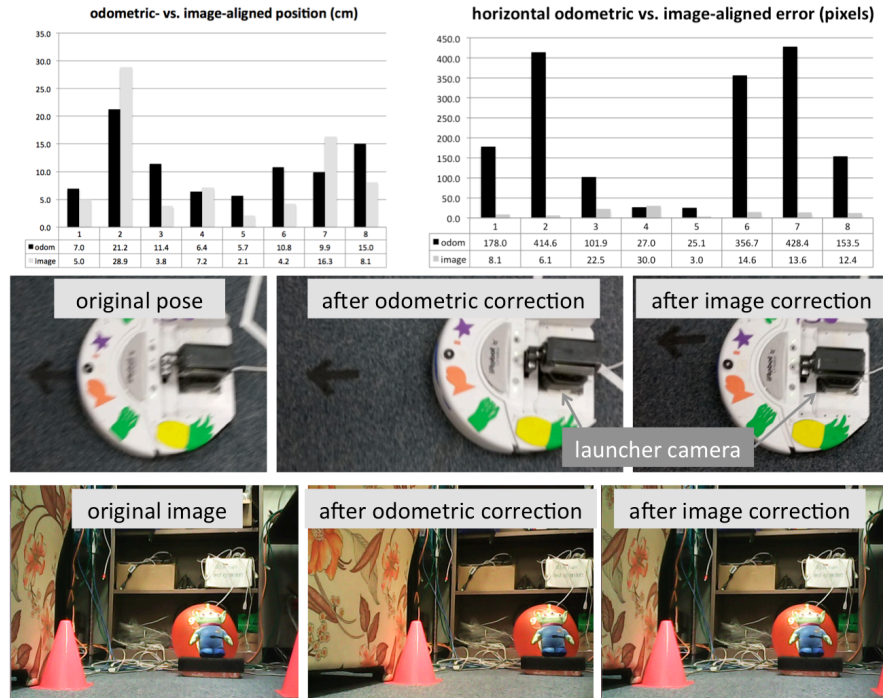 odometric- vs. image-aligned position (cm)
35.0
30.0
25.0
20.0
15.0
10.0
5.0
0.0
1 2 3 4 5 6 7 8
odom 7.0 21.2 11.4 6.4 5.7 10.8 9.9 15.0
image 5.0 28.9 3.8 7.2 2.1 4.2 16.3 8.1
horizontal odometric vs. image-aligned error (pixels)
450.0
400.0
350.0
300.0
250.0
200.0
150.0
100.0
50.0
0.0
1 2 3 4 5 6 7 8
odom 178.0 414.6 101.9 27.0 25.1 356.7 428.4 153.5
image 8.1 6.1 22.5 30.0 3.0 14.6 13.6 12.4
original pose
after odometric correction
after image correction
iRobot
iRobot
iRobot
launcher camera
original image
after odometric correction
after image correction